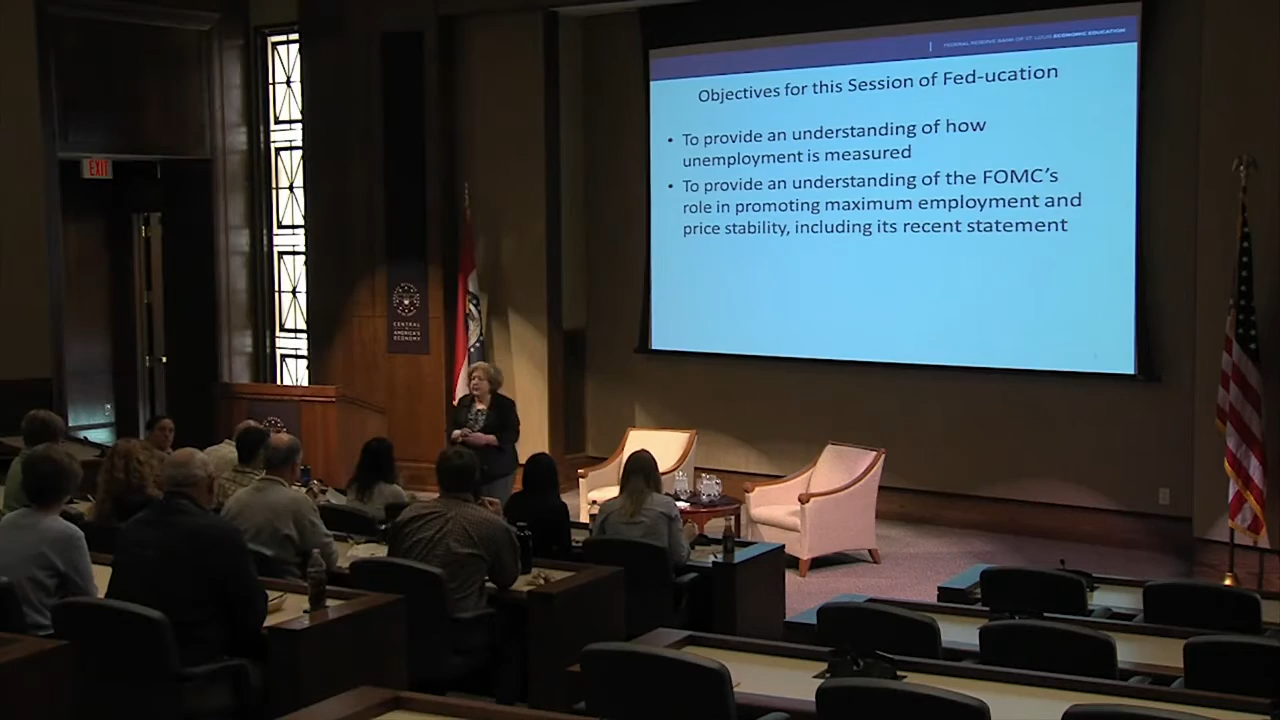 FEDERAL RESERVE BANK OF ST. LOUIS ECONOMIC EDUCATION
Objectives for this Session of Fed-ucation
• To provide an understanding of how
unemployment is measured
• To provide an understanding of the FOMC's
role in promoting maximum employment and
price stability, including its recent statement
EXIT
CENTRAL
AMERICA'S
ECONOMY